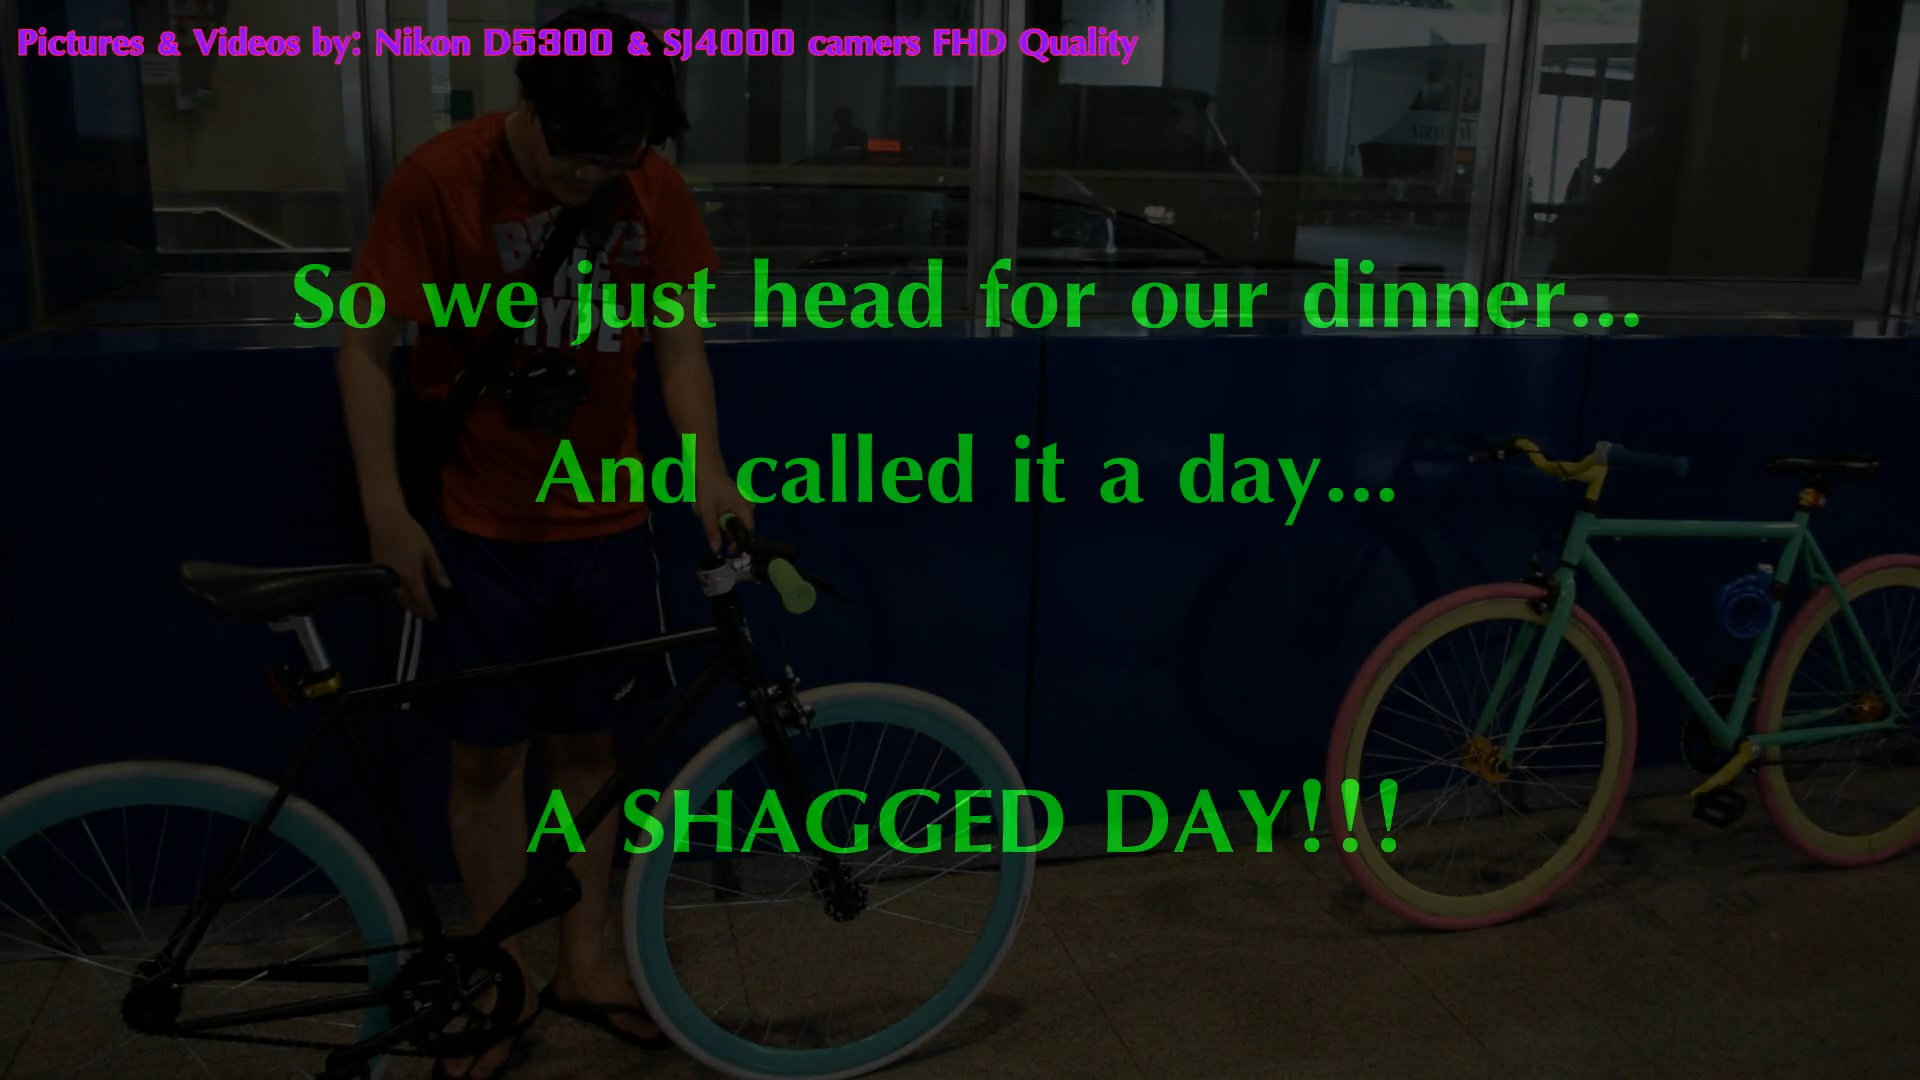 Pictures & Videos by: Nikon D5300 & SJ4000 camers FHD Quality
So we just head for our dinner...
And called it a day...
A SHAGGED DAY!!!